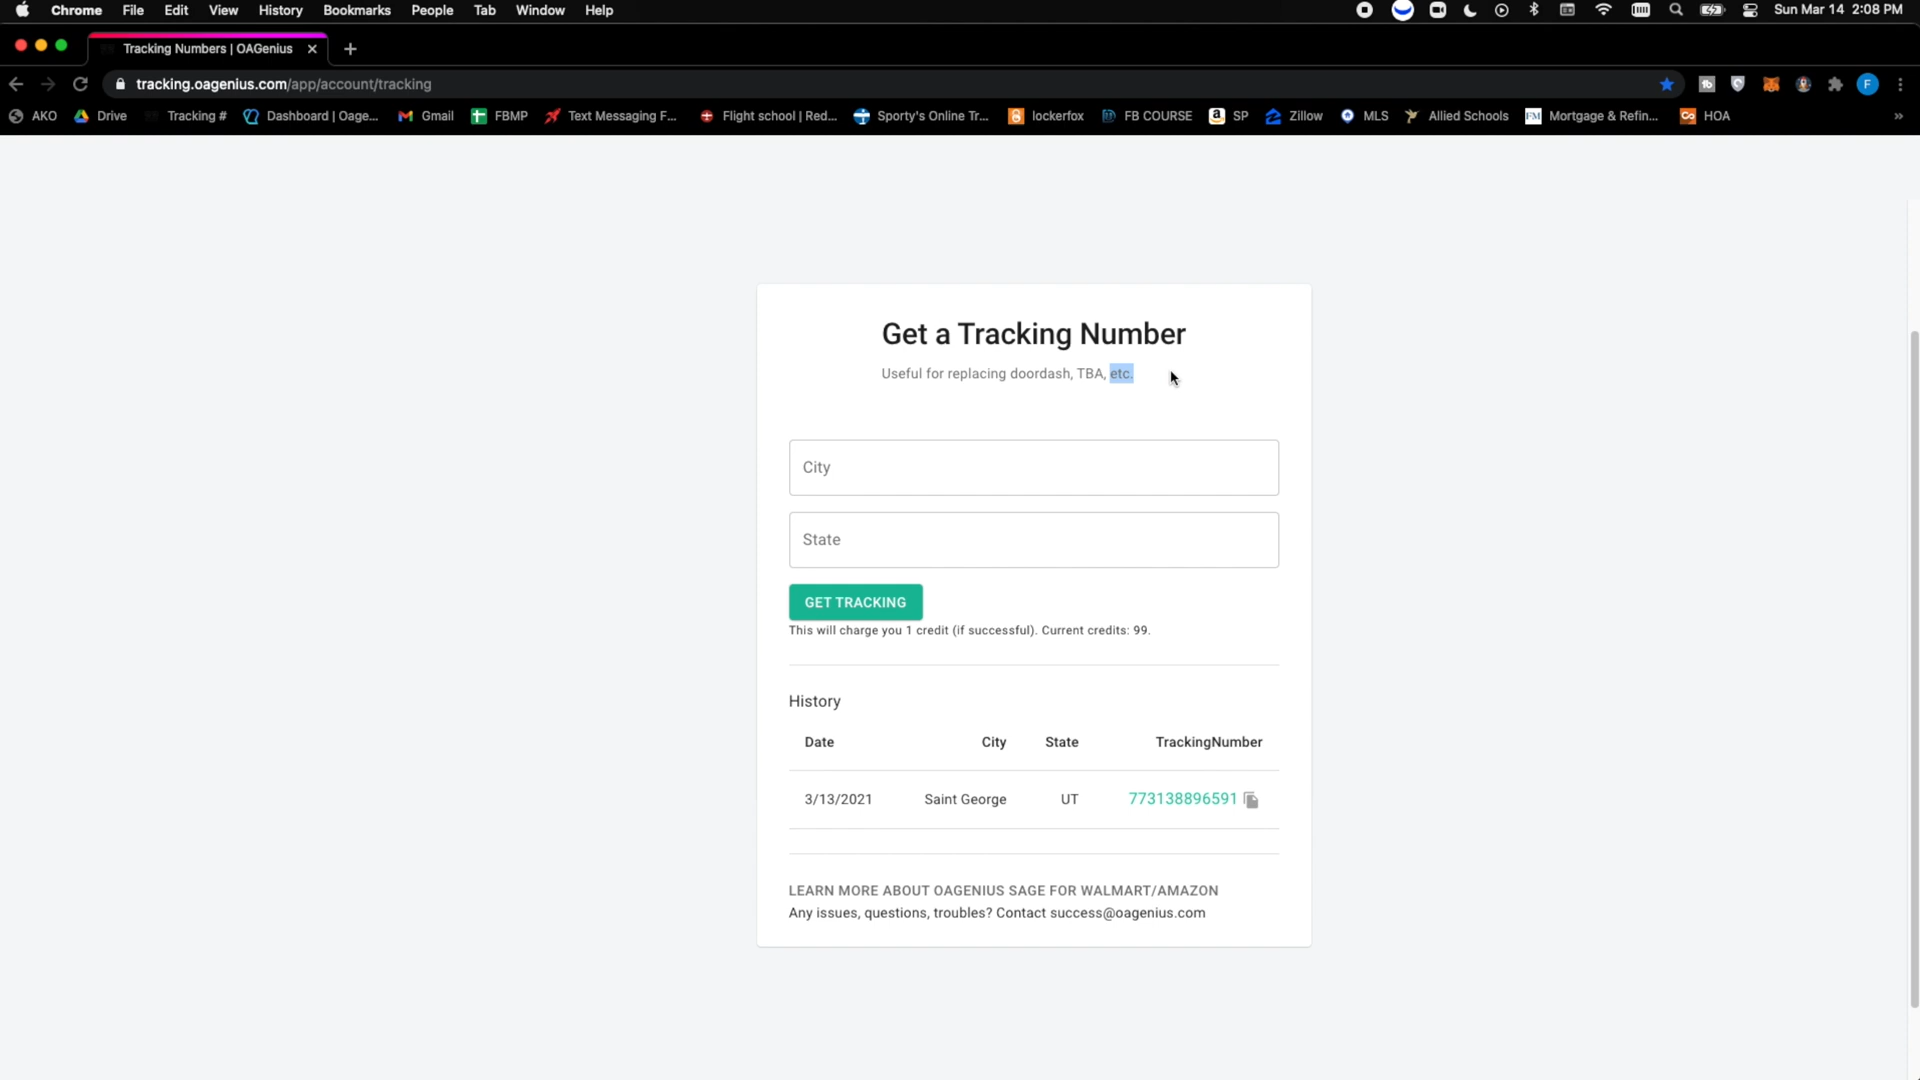 Chrome File Edit View History Bookmarks People Tab Window Help Sun Mar 14 2:08 PM
Tracking Numbers | OAGenius
tracking.oagenius.com/app/account/tracking F
AKO Drive Tracking # Dashboard | Oage... Gmail FBMP Text Messaging F... Flight school | Red... Sporty's Online Tr... lockerfox FB COURSE SP Zillow MLS Allied Schools FM Mortgage & Refin... HOA »
Get a Tracking Number
Useful for replacing doordash, TBA, etc.
City
State
GET TRACKING
This will charge you 1 credit (if successful). Current credits: 99.
History
Date City State TrackingNumber
3/13/2021 Saint George UT 773138896591
LEARN MORE ABOUT OAGENIUS SAGE FOR WALMART/AMAZON
Any issues, questions, troubles? Contact success@oagenius.com